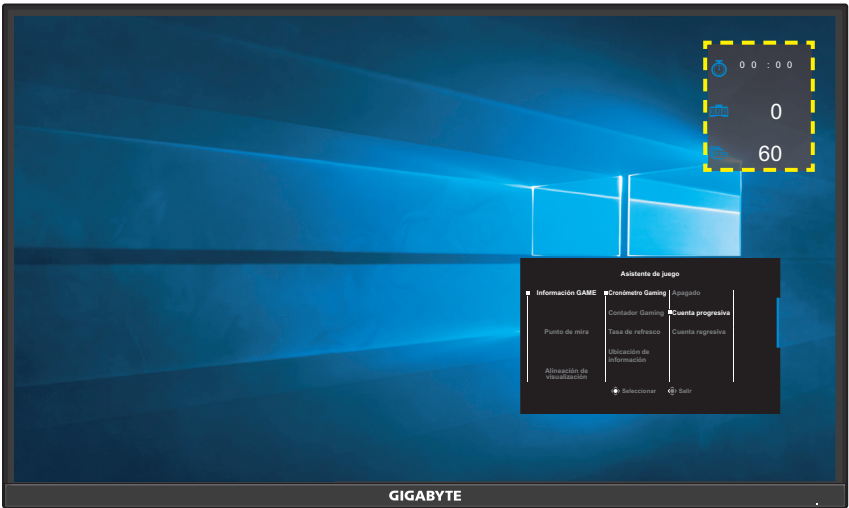 00 :00
0
60
Asistente de juego
Información GAME Cronómetro Gaming Apagado
Contador Gaming Cuenta progresiva
Punto de mira Tasa de refresco Cuenta regresiva
Ubicación de
información
Alineación de
visualización
Seleccionar Salir
GIGABYTE